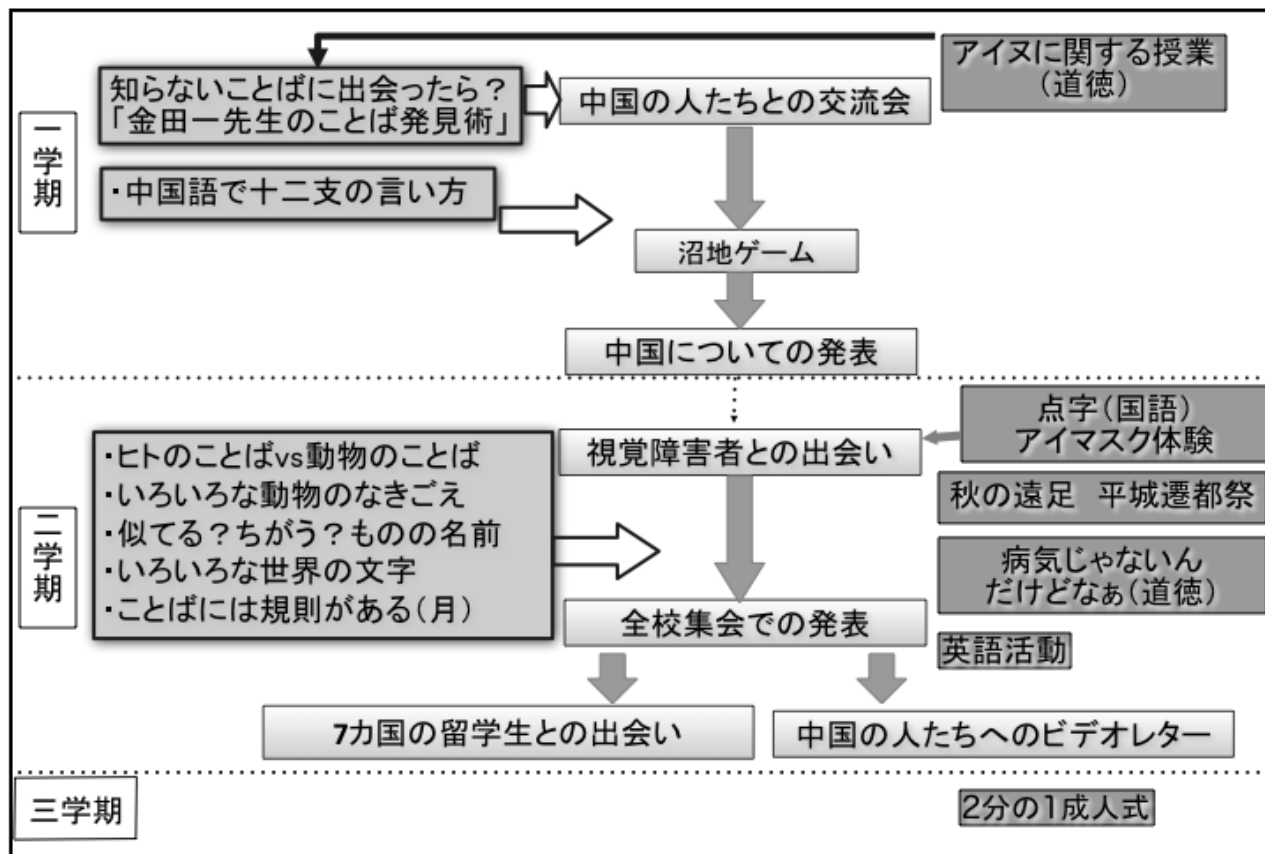 アイヌに関する授業
(道徳)
知らないことばに出会ったら?
「金田一先生のことば発見術」
中国の人たちとの交流会
一学期
・中国語で十二支の言い方
沼地ゲーム
中国についての発表
点字(国語)
アイマスク体験
視覚障害者との出会い
・ヒトのことばvs動物のことば
・いろいろな動物のなきごえ
・似てる?ちがう?ものの名前
・いろいろな世界の文字
・ことばには規則がある(月)
二学期
秋の遠足 平城遷都祭
病気じゃないん
だけどなぁ(道徳)
全校集会での発表
英語活動
7カ国の留学生との出会い
中国の人たちへのビデオレター
三学期
2分の1成人式